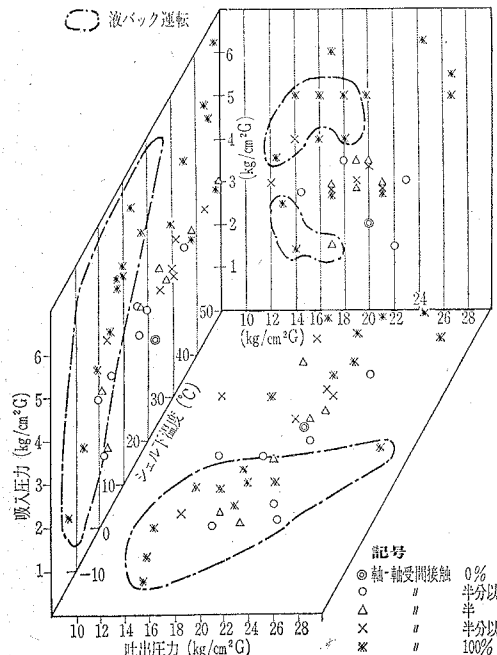 液バック運転
6
5
4
3
2
1
(kg/cm²G)
(kg/cm²G)
50
10 12 14 16 18 20 22 24 26 28
(kg/cm²G)
40
30
20
10
0
-10
シェルド温度 (°C)
6
5
4
3
2
1
吸入圧力 (kg/cm²G)
8 10 12 14 16 18 20 22 24 26 28
吐出圧力 (kg/cm²G)
記号
◎ 軸-軸受間接触 0%
○ 〃 半分以
△ 〃 半
× 〃 半分以
＊ 〃 100%